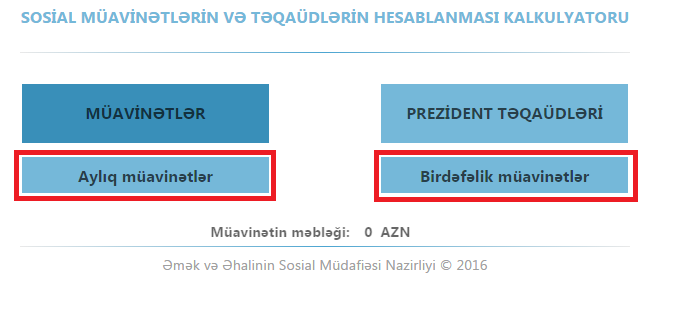 SOSİAL MÜAVİNƏTLƏRİN VƏ TƏQAÜDLƏRİN HESABLANMASI KALKULYATORU
MÜAVİNƏTLƏR
PREZİDENT TƏQAÜDLƏRİ
Aylıq müavinətlər
Birdəfəlik müavinətlər
Müavinətin məbləği: 0 AZN
Əmək və Əhalinin Sosial Müdafiəsi Nazirliyi © 2016